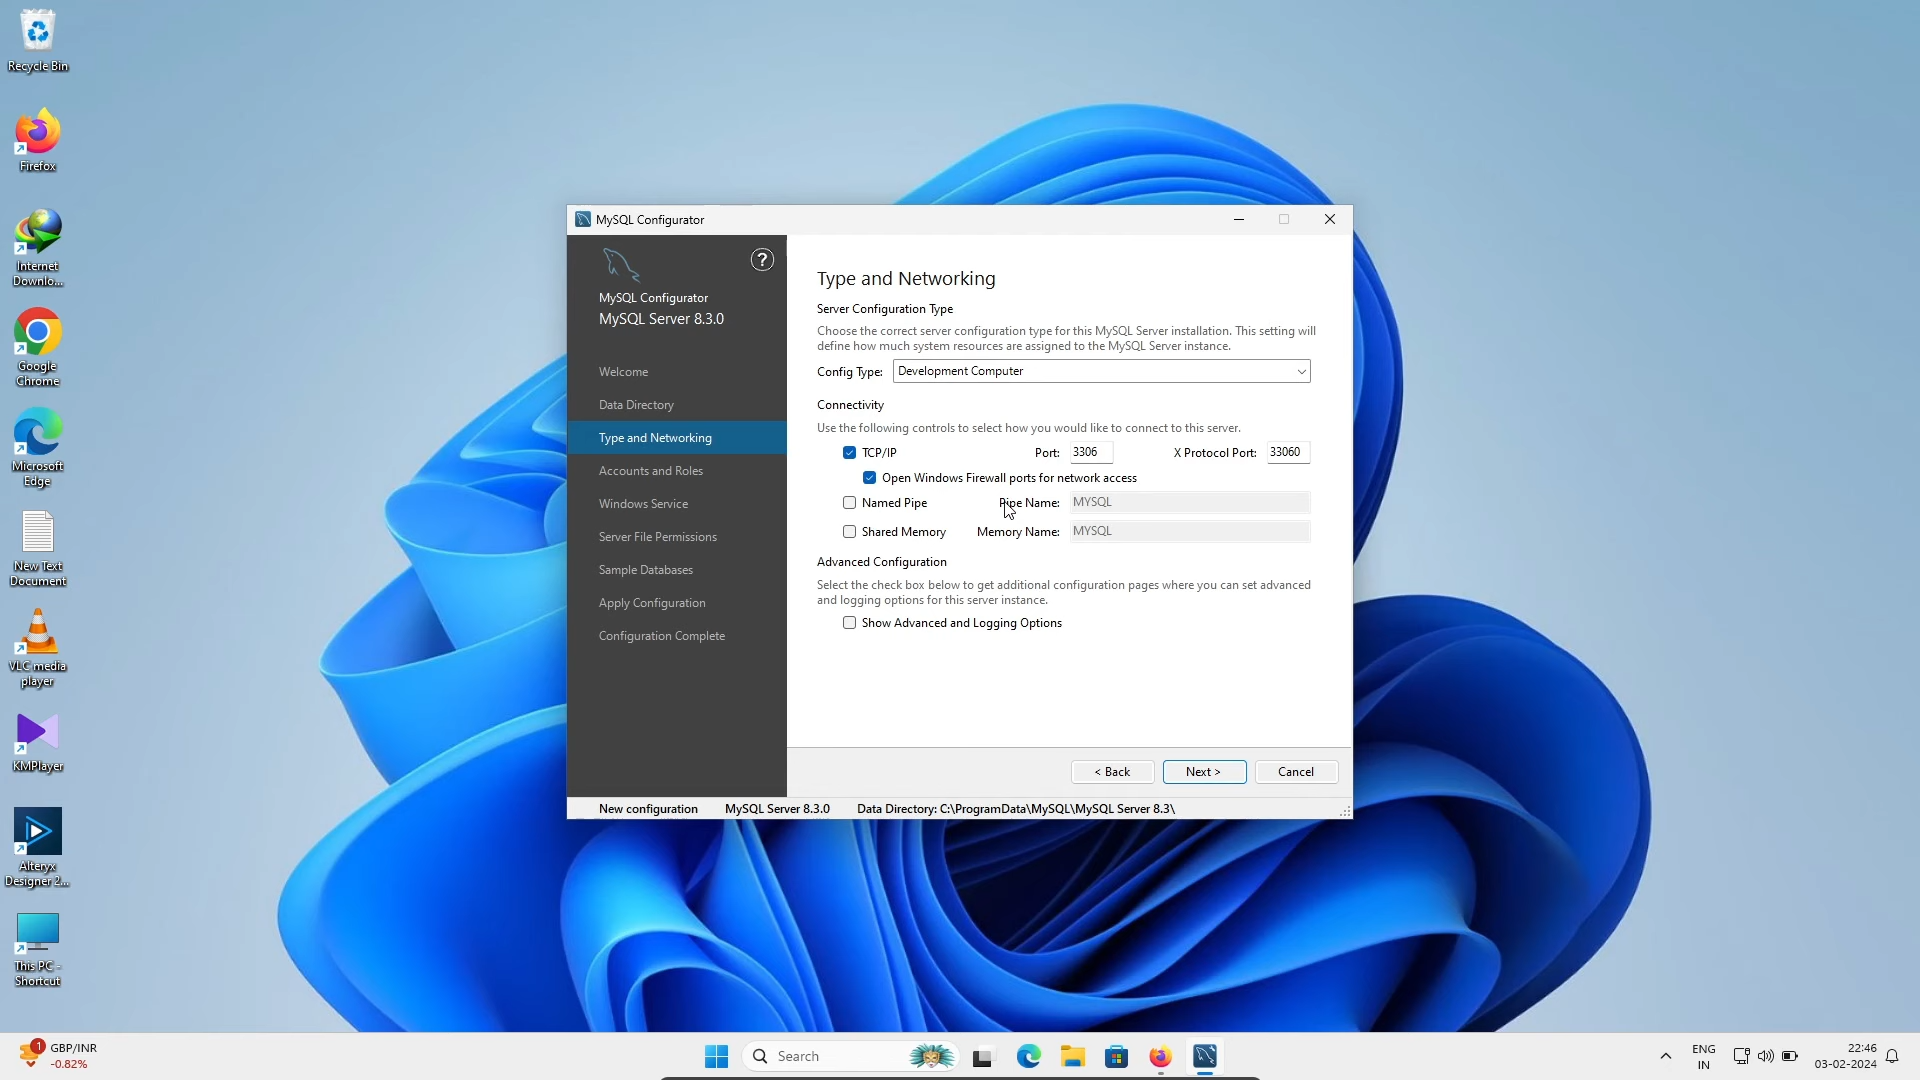 Recycle Bin
Firefox
Internet
Downlo...
Google
Chrome
Microsoft
Edge
New Text
Document
VLC media
player
KMPlayer
Alteryx
Designer 2...
This PC -
Shortcut
MySQL Configurator
?
MySQL Configurator
MySQL Server 8.3.0
Welcome
Data Directory
Type and Networking
Accounts and Roles
Windows Service
Server File Permissions
Sample Databases
Apply Configuration
Configuration Complete
Type and Networking
Server Configuration Type
Choose the correct server configuration type for this MySQL Server installation. This setting will
define how much system resources are assigned to the MySQL Server instance.
Config Type: Development Computer
Connectivity
Use the following controls to select how you would like to connect to this server.
TCP/IP Port: 3306 X Protocol Port: 33060
Open Windows Firewall ports for network access
Named Pipe Pipe Name: MYSQL
Shared Memory Memory Name: MYSQL
Advanced Configuration
Select the check box below to get additional configuration pages where you can set advanced
and logging options for this server instance.
Show Advanced and Logging Options
< Back Next > Cancel
New configuration MySQL Server 8.3.0 Data Directory: C:\ProgramData\MySQL\MySQL Server 8.3\
1
GBP/INR
-0.82%
Search
ENG
IN
22:46
03-02-2024